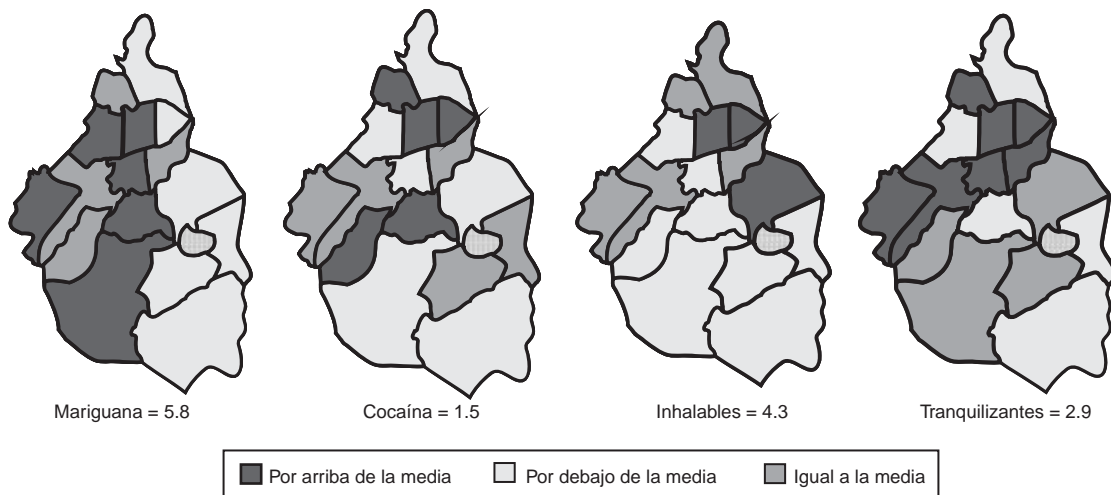 Mariguana = 5.8
Cocaína = 1.5
Inhalables = 4.3
Tranquilizantes = 2.9
Por arriba de la media
Por debajo de la media
Igual a la media